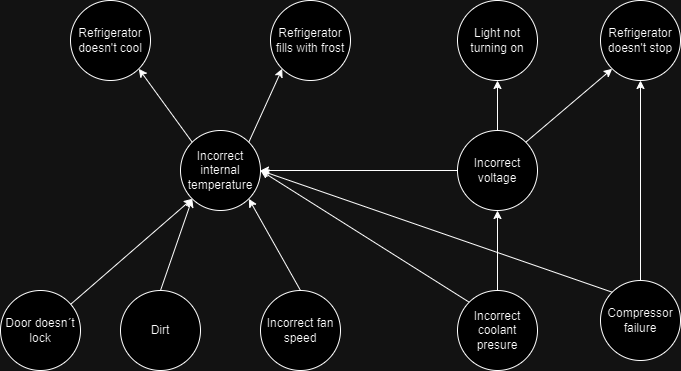 Refrigerator
doesn't cool
Refrigerator
fills with frost
Light not
turning on
Refrigerator
doesn't stop
Incorrect
internal
temperature
Incorrect
voltage
Door doesn´t
lock
Dirt
Incorrect fan
speed
Incorrect
coolant
presure
Compressor
failure